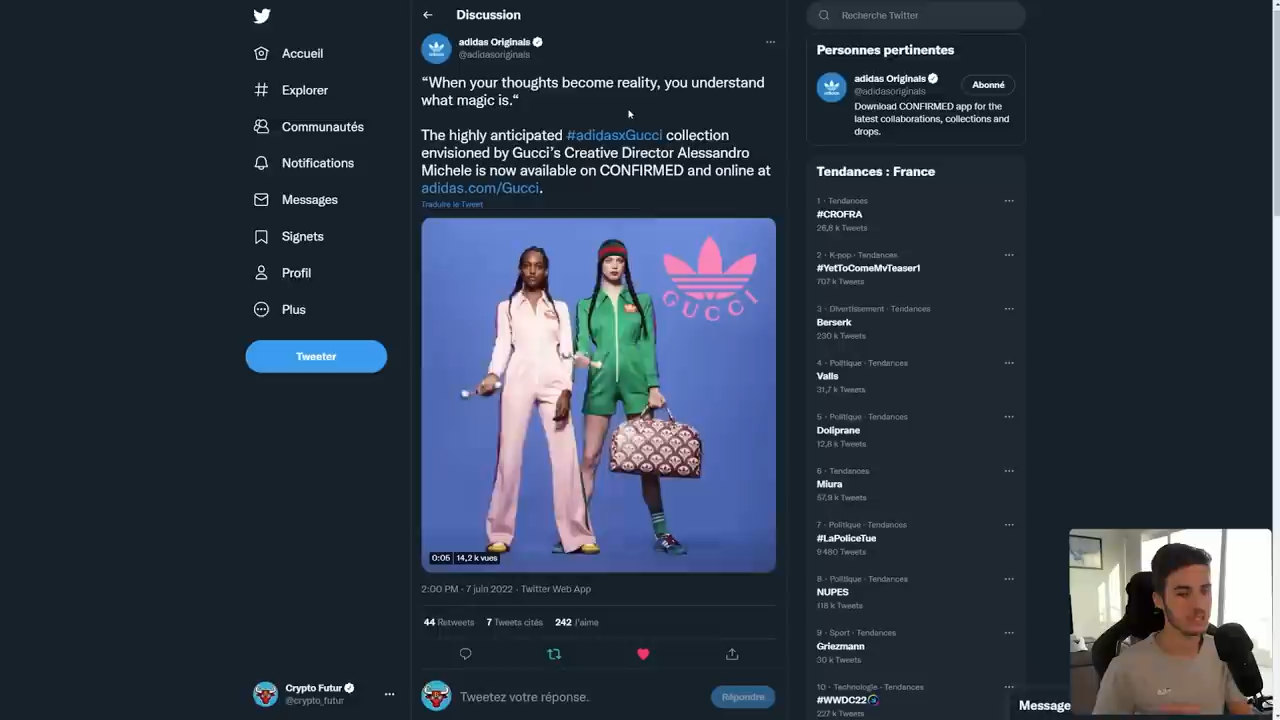 Discussion
adidas Originals
@adidasoriginals
“When your thoughts become reality, you understand
what magic is.“
The highly anticipated #adidasxGucci collection
envisioned by Gucci’s Creative Director Alessandro
Michele is now available on CONFIRMED and online at
adidas.com/Gucci.
Traduire le Tweet
GUCCI
0:05 14,2 k vues
2:00 PM · 7 juin 2022 · Twitter Web App
44 Retweets 7 Tweets cités 242 J’aime
Tweetez votre réponse.
Répondre
Accueil
Explorer
Communautés
Notifications
Messages
Signets
Profil
Plus
Tweeter
Crypto Futur
@crypto_futur
Recherche Twitter
Personnes pertinentes
adidas Originals
@adidasoriginals
Abonné
Download CONFIRMED app for the
latest collaborations, collections and
drops.
Tendances : France
1 · Tendances
#CROFRA
26,8 k Tweets
2 · K-pop · Tendances
#YetToComeMvTeaser1
707 k Tweets
3 · Divertissement · Tendances
Berserk
230 k Tweets
4 · Politique · Tendances
Valls
31,7 k Tweets
5 · Politique · Tendances
Doliprane
12,8 k Tweets
6 · Tendances
Miura
57,9 k Tweets
7 · Politique · Tendances
#LaPoliceTue
9 480 Tweets
8 · Politique · Tendances
NUPES
118 k Tweets
9 · Sport · Tendances
Griezmann
30 k Tweets
10 · Technologie · Tendances
#WWDC22
227 k Tweets
Message